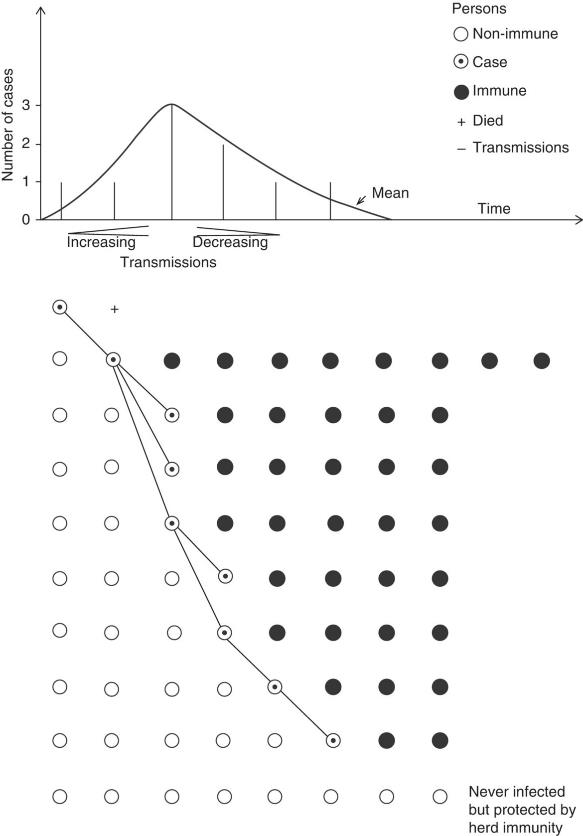 Persons
Non-immune
Case
Immune
+ Died
– Transmissions
Number of cases
3
2
1
0
Mean
Time
Increasing
Decreasing
Transmissions
+
Never infected
but protected by
herd immunity